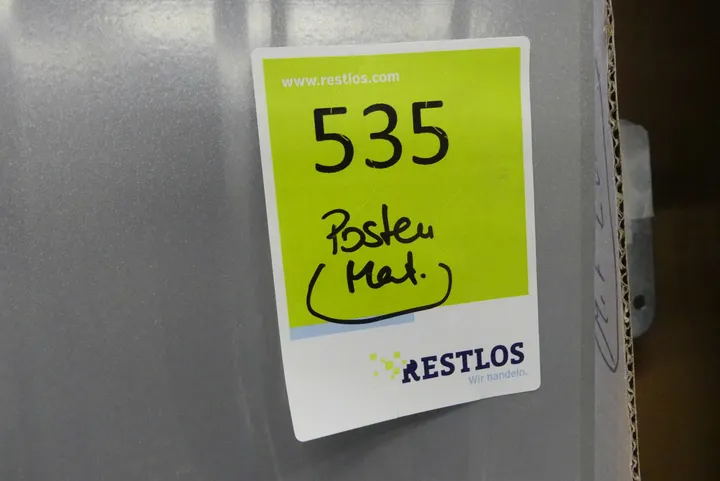 www.restlos.com
535
Posten
(Mat.)
RESTLOS
Wir handeln.